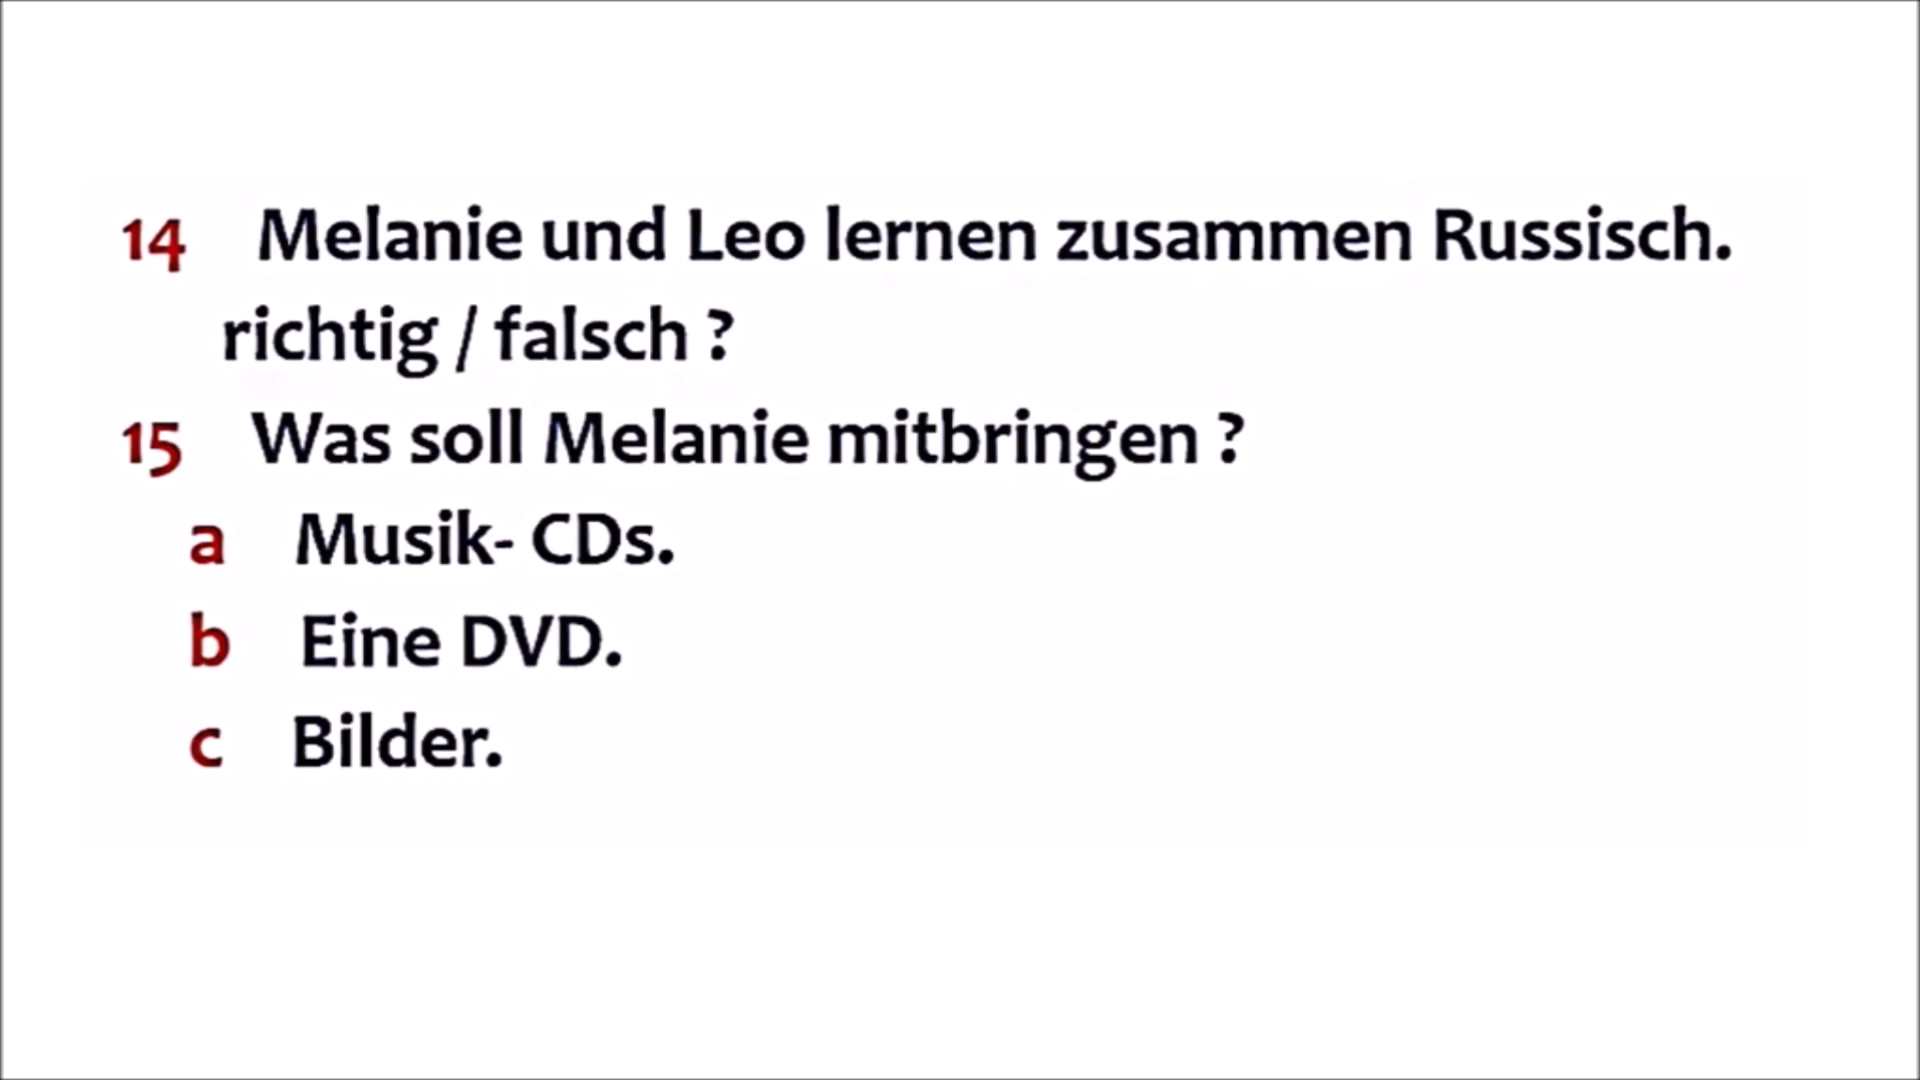 14 Melanie und Leo lernen zusammen Russisch.
richtig / falsch ?
15 Was soll Melanie mitbringen ?
a Musik- CDs.
b Eine DVD.
c Bilder.